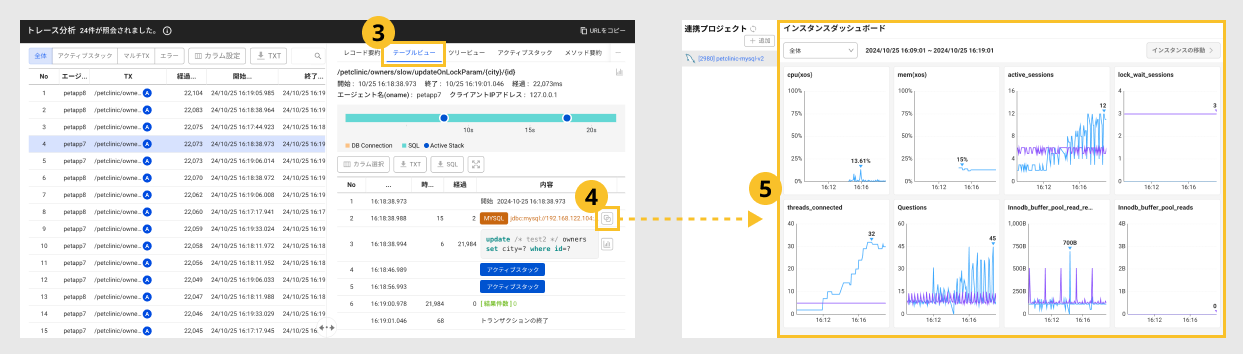 トレース分析 24件が照会されました。
URLをコピー
全体 アクティブスタック マルチTX エラー カラム設定 TXT
No エージ... TX 経過... 開始... 終了...
1 petapp8 /petclinic/owne... A 22,104 24/10/25 16:19:05.985 24/10/25 16:19
2 petapp8 /petclinic/owne... A 22,083 24/10/25 16:18:38.964 24/10/25 16:19
3 petapp8 /petclinic/owne... A 22,075 24/10/25 16:17:44.923 24/10/25 16:18
4 petapp7 /petclinic/owne... A 22,073 24/10/25 16:18:38.973 24/10/25 16:19
5 petapp7 /petclinic/owne... A 22,073 24/10/25 16:19:06.014 24/10/25 16:19
6 petapp7 /petclinic/owne... A 22,070 24/10/25 16:18:38.972 24/10/25 16:19
7 petapp8 /petclinic/owne... A 22,062 24/10/25 16:19:06.008 24/10/25 16:19
8 petapp8 /petclinic/owne... A 22,060 24/10/25 16:17:17.941 24/10/25 16:17
9 petapp7 /petclinic/owne... A 22,059 24/10/25 16:19:33.024 24/10/25 16:19
10 petapp7 /petclinic/owne... A 22,058 24/10/25 16:18:11.972 24/10/25 16:18
11 petapp7 /petclinic/owne... A 22,056 24/10/25 16:18:11.952 24/10/25 16:18
12 petapp7 /petclinic/owne... A 22,049 24/10/25 16:19:06.033 24/10/25 16:19
13 petapp8 /petclinic/owne... A 22,047 24/10/25 16:18:11.988 24/10/25 16:18
14 petapp7 /petclinic/owne... A 22,046 24/10/25 16:19:33.029 24/10/25 16:19
15 petapp7 /petclinic/owne... A 22,045 24/10/25 16:17:17.945 24/10/25 16:
3
レコード要約 テーブルビュー ツリービュー アクティブスタック メソッド要約 ...
/petclinic/owners/slow/updateOnLockParam/{city}/{id}
開始： 10/25 16:18:38.973 終了： 10/25 16:19:01.046 経過： 22,073ms
エージェント名(oname)： petapp7 クライアントIPアドレス： 127.0.0.1
10s 15s 20s
DB Connection SQL Active Stack
カラム選択 TXT SQL
No ... 時... 経過 内容
1 16:18:38.973 開始 2024-10-25 16:18:38.973
2 16:18:38.988 15 2 MYSQL jdbc:mysql://192.168.122.104:
4
3 16:18:38.994 6 21,984 update /* test2 */ owners
set city=? where id=?
4 16:18:46.989 アクティブスタック
5 16:18:56.993 アクティブスタック
6 16:19:00.978 21,984 0 [ 結果件数 ] 0
16:19:01.046 68 トランザクションの終了
5
連携プロジェクト
＋ 追加
[2980] petclinic-mysql-v2
インスタンスダッシュボード
全体 2024/10/25 16:09:01 ~ 2024/10/25 16:19:01 インスタンスの移動
cpu(xos)
100%
75%
50%
25%
0%
13.61%
16:12 16:16
mem(xos)
100%
75%
50%
25%
0%
15%
16:12 16:16
active_sessions
16
12
8
4
0
12
16:12 16:16
lock_wait_sessions
4
3
2
1
0
3
16:12 16:16
threads_connected
40
30
20
10
0
32
16:12 16:16
Questions
60
45
30
15
0
45
16:12 16:16
Innodb_buffer_pool_read_re...
1,000B
750B
500B
250B
0
700B
16:12 16:16
Innodb_buffer_pool_reads
4B
3B
2B
1B
0
0
16:12 16:16